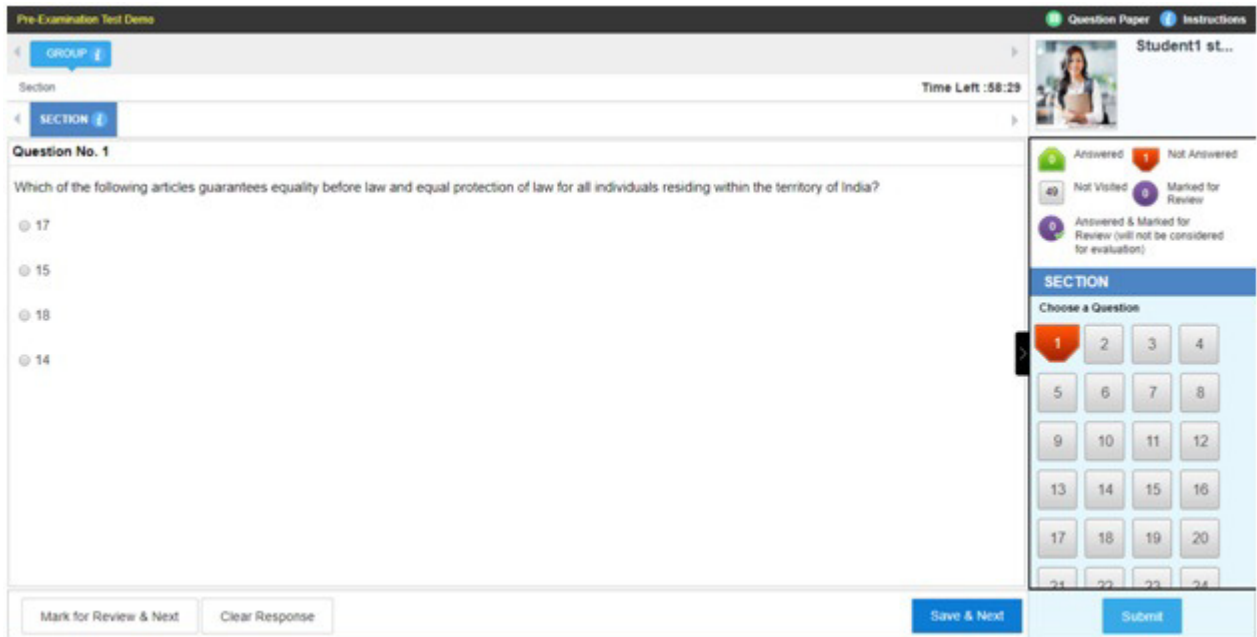 Pre-Examination Test Demo
Question Paper
i Instructions
GROUP i
Student1 st...
Section
Time Left :58:29
SECTION i
Question No. 1
Which of the following articles guarantees equality before law and equal protection of law for all individuals residing within the territory of India?
17
15
18
14
0 Answered
1 Not Answered
49 Not Visited
0 Marked for
Review
0 Answered & Marked for
Review (will not be considered
for evaluation)
SECTION
Choose a Question
1 2 3 4
5 6 7 8
9 10 11 12
13 14 15 16
17 18 19 20
21 22 23 24
Mark for Review & Next
Clear Response
Save & Next
Submit